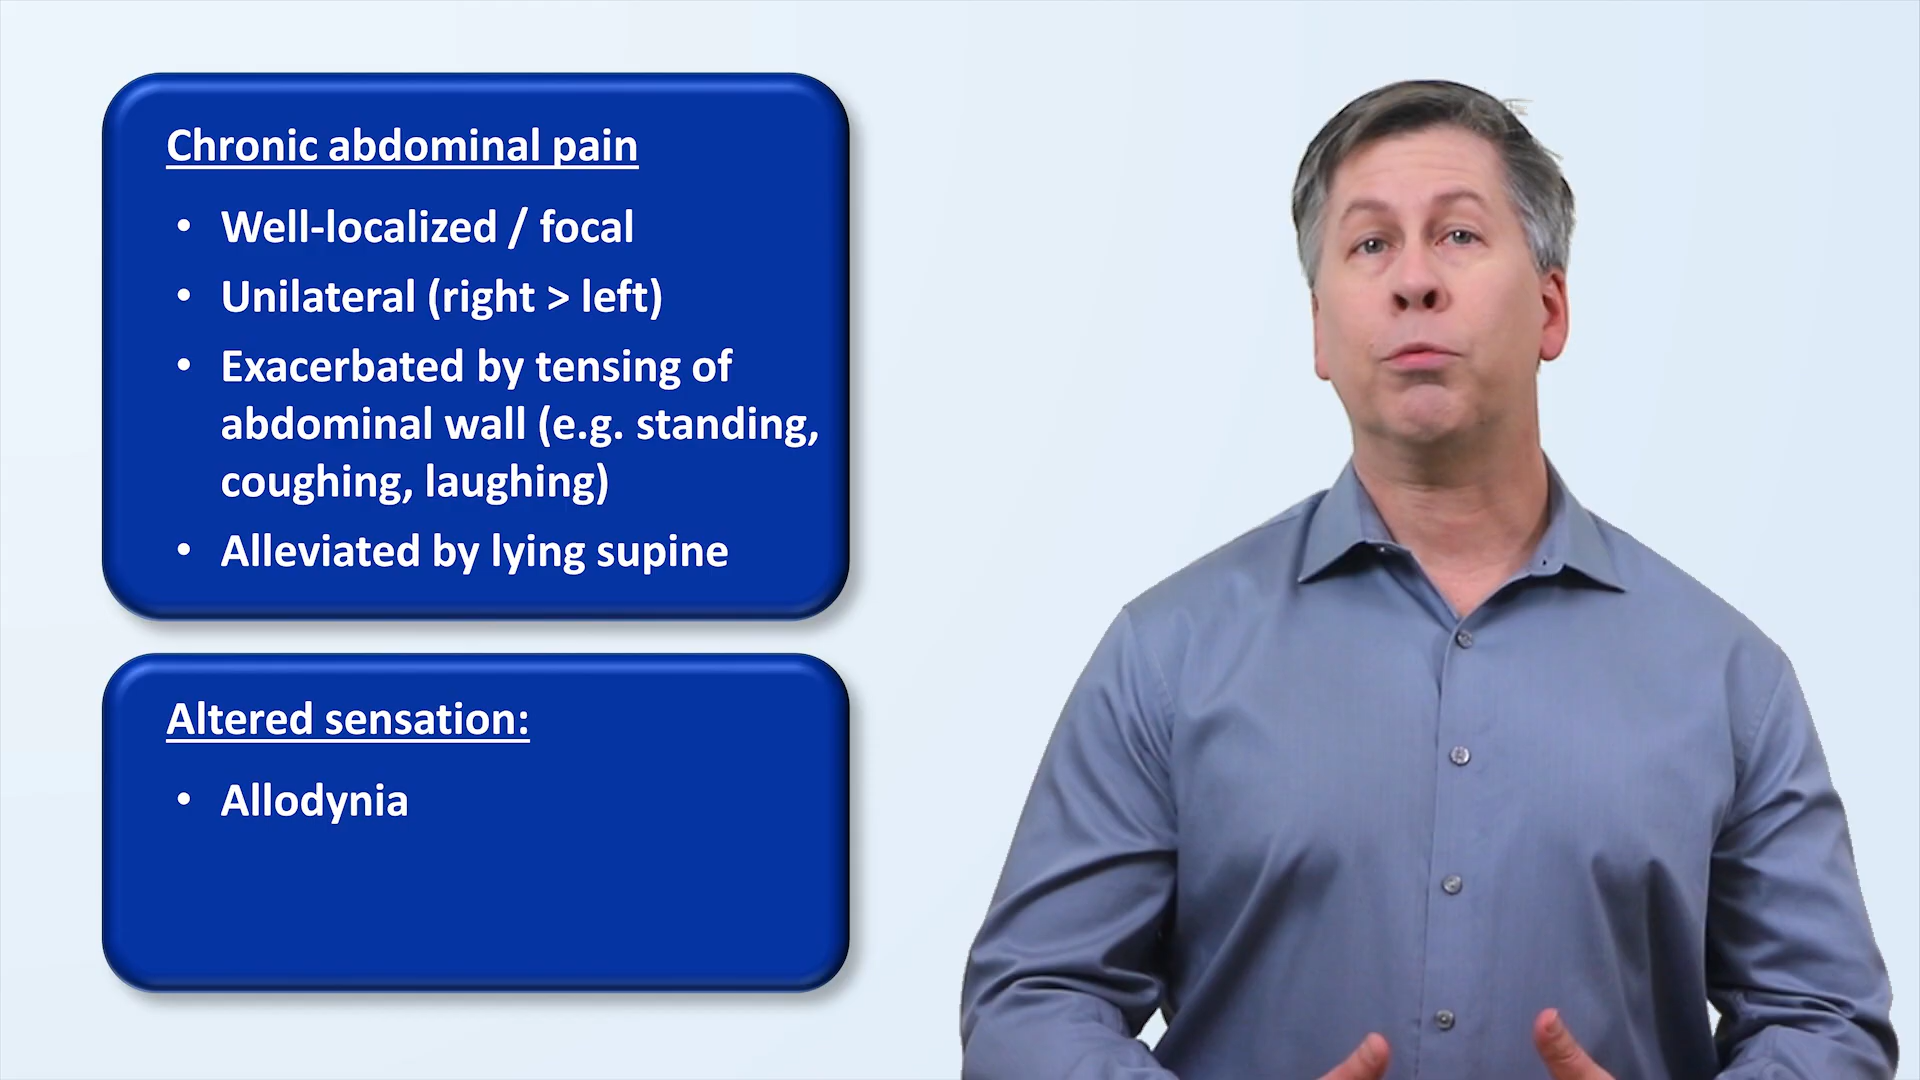 Chronic abdominal pain
• Well-localized / focal
• Unilateral (right > left)
• Exacerbated by tensing of
abdominal wall (e.g. standing,
coughing, laughing)
• Alleviated by lying supine
Altered sensation:
• Allodynia